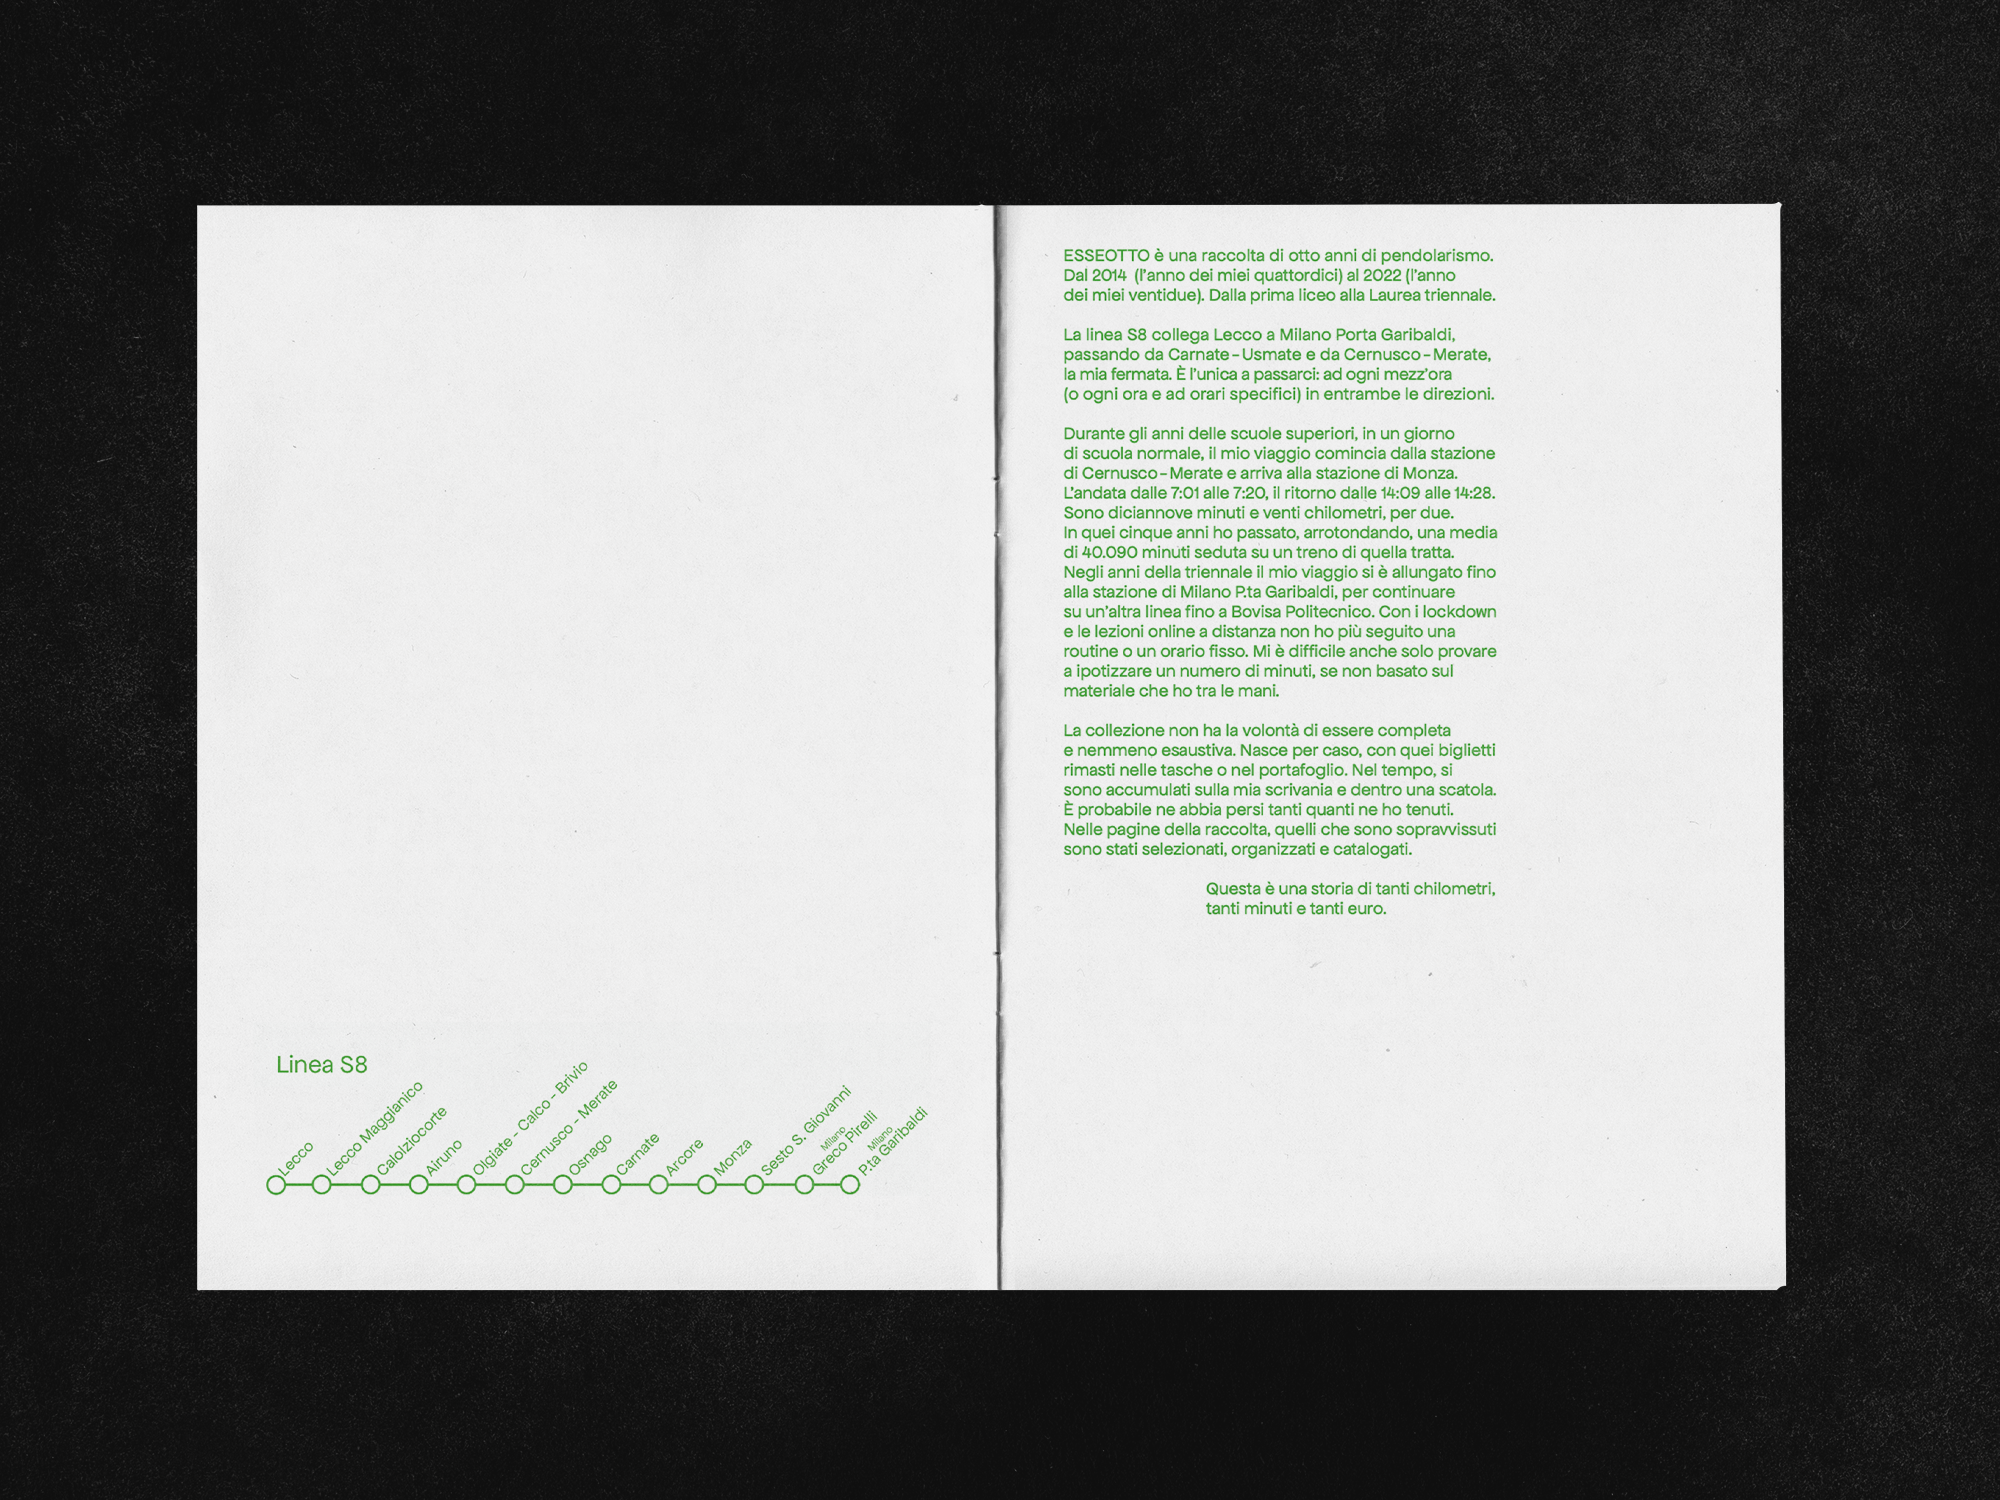 Linea S8
Lecco
Lecco Maggianico
Calolziocorte
Airuno
Olgiate - Calco - Brivio
Cernusco - Merate
Osnago
Carnate
Arcore
Monza
Sesto S. Giovanni
Milano
Greco Pirelli
Milano
P.ta Garibaldi
ESSEOTTO è una raccolta di otto anni di pendolarismo.
Dal 2014 (l'anno dei miei quattordici) al 2022 (l'anno
dei miei ventidue). Dalla prima liceo alla Laurea triennale.
La linea S8 collega Lecco a Milano Porta Garibaldi,
passando da Carnate–Usmate e da Cernusco–Merate,
la mia fermata. È l'unica a passarci: ad ogni mezz'ora
(o ogni ora e ad orari specifici) in entrambe le direzioni.
Durante gli anni delle scuole superiori, in un giorno
di scuola normale, il mio viaggio comincia dalla stazione
di Cernusco–Merate e arriva alla stazione di Monza.
L'andata dalle 7:01 alle 7:20, il ritorno dalle 14:09 alle 14:28.
Sono diciannove minuti e venti chilometri, per due.
In quei cinque anni ho passato, arrotondando, una media
di 40.090 minuti seduta su un treno di quella tratta.
Negli anni della triennale il mio viaggio si è allungato fino
alla stazione di Milano P.ta Garibaldi, per continuare
su un'altra linea fino a Bovisa Politecnico. Con i lockdown
e le lezioni online a distanza non ho più seguito una
routine o un orario fisso. Mi è difficile anche solo provare
a ipotizzare un numero di minuti, se non basato sul
materiale che ho tra le mani.
La collezione non ha la volontà di essere completa
e nemmeno esaustiva. Nasce per caso, con quei biglietti
rimasti nelle tasche o nel portafoglio. Nel tempo, si
sono accumulati sulla mia scrivania e dentro una scatola.
È probabile ne abbia persi tanti quanti ne ho tenuti.
Nelle pagine della raccolta, quelli che sono sopravvissuti
sono stati selezionati, organizzati e catalogati.
Questa è una storia di tanti chilometri,
tanti minuti e tanti euro.